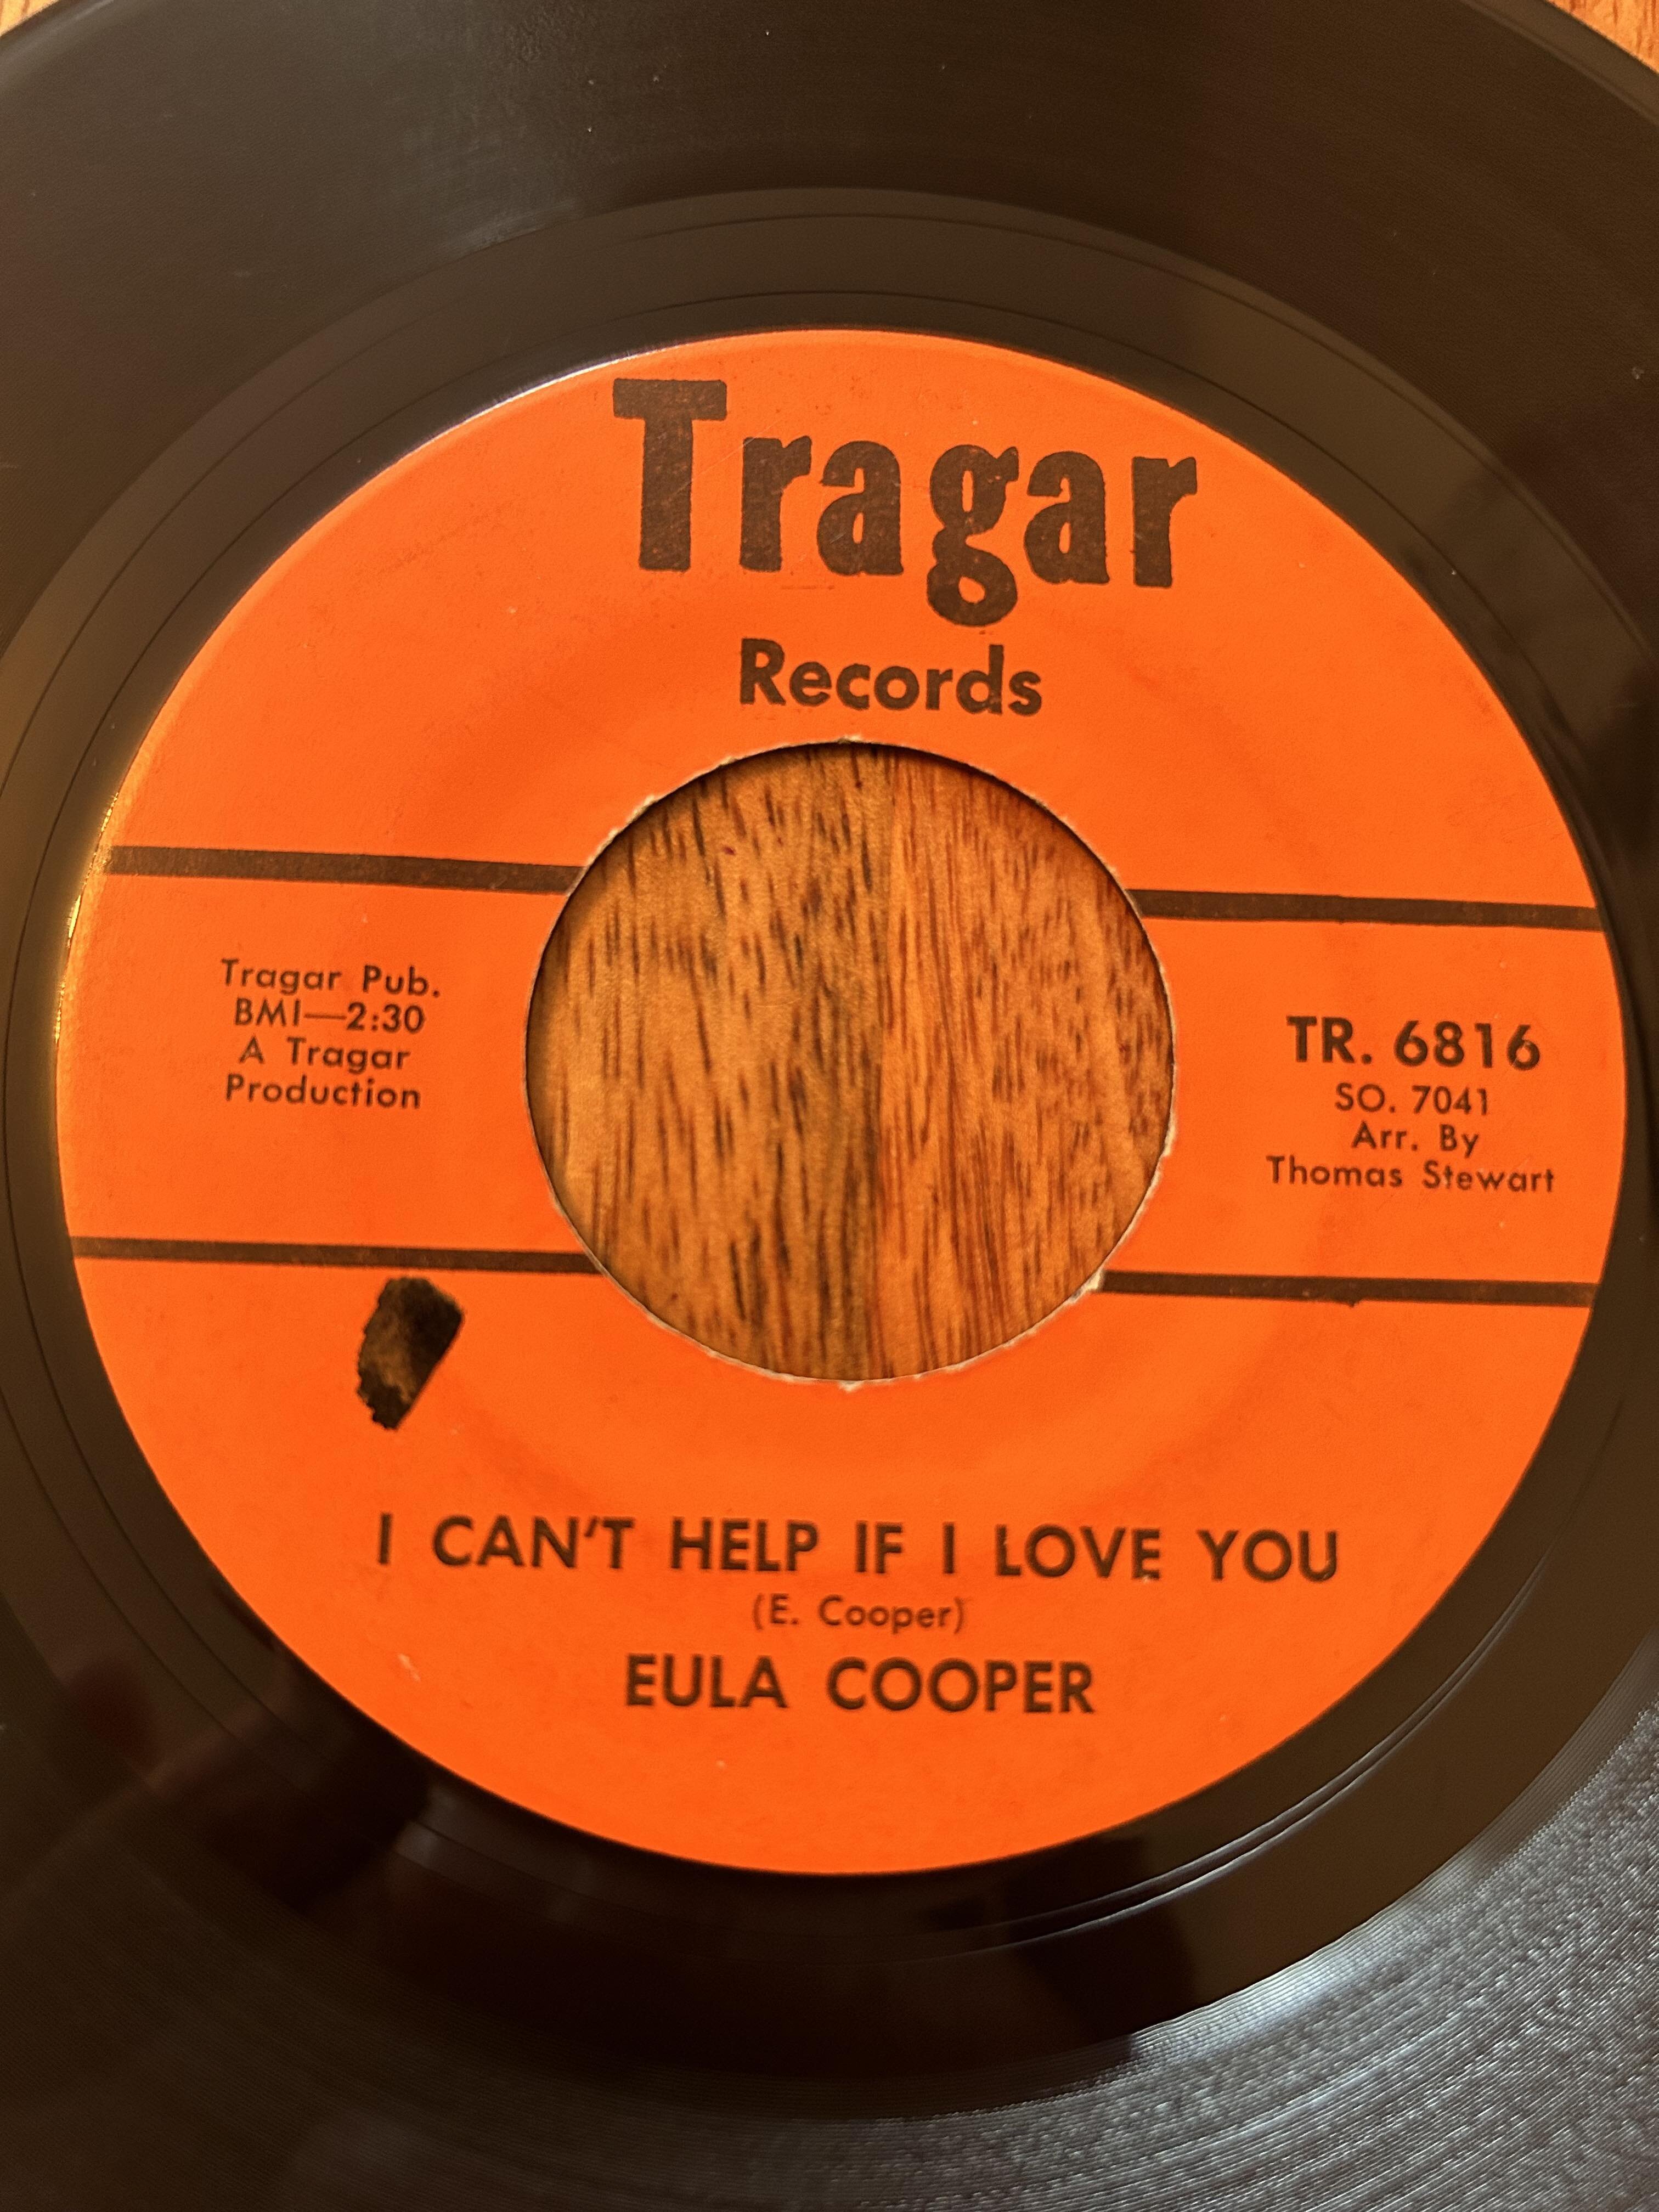 Tragar
Records
Tragar Pub.
BMI—2:30
A Tragar
Production
TR. 6816
SO. 7041
Arr. By
Thomas Stewart
I CAN'T HELP IF I LOVE YOU
(E. Cooper)
EULA COOPER